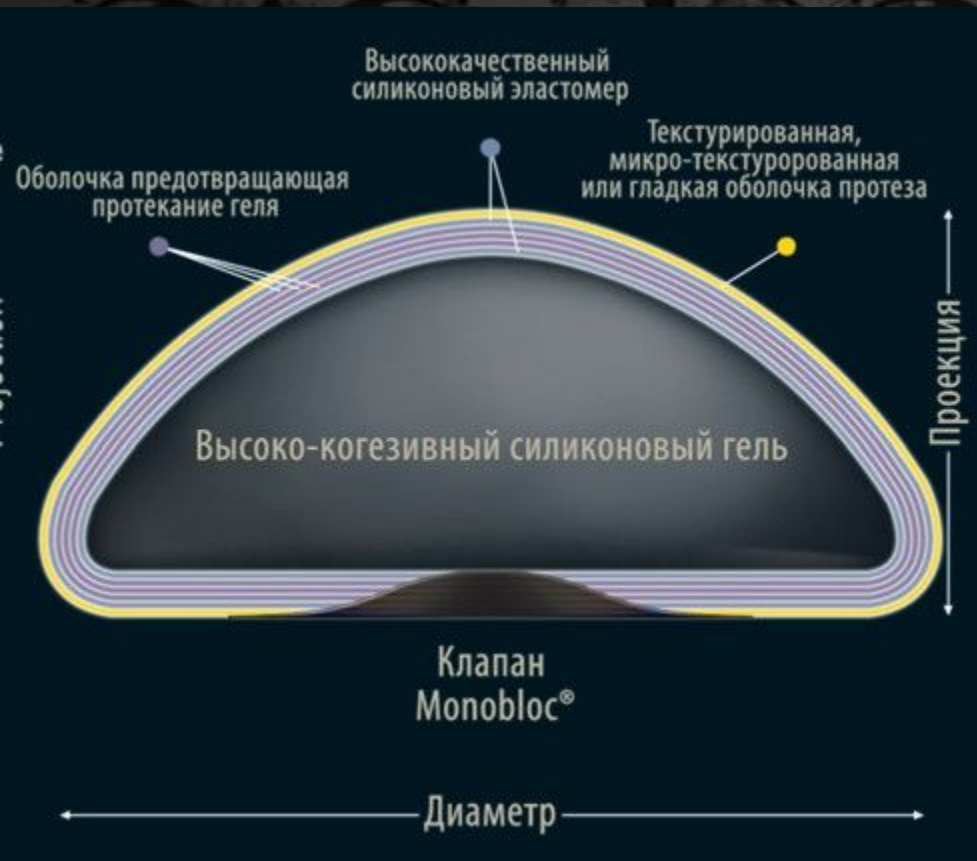 Высококачественный
силиконовый эластомер
Текстурированная,
микро-текстуророванная
или гладкая оболочка протеза
Оболочка предотвращающая
протекание геля
Высоко-когезивный силиконовый гель
Проекция
Клапан
Monobloc®
Диаметр